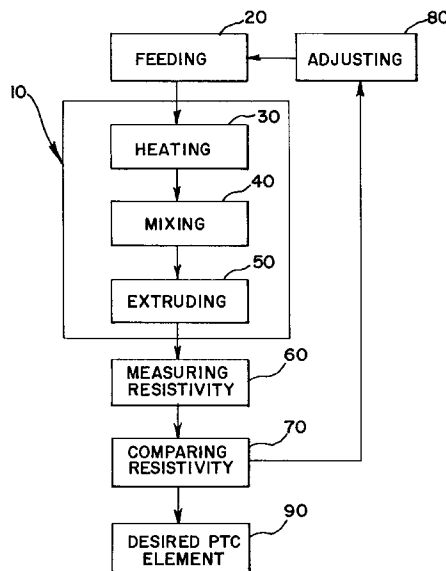 20
80
FEEDING
ADJUSTING
10
30
HEATING
40
MIXING
50
EXTRUDING
60
MEASURING
RESISTIVITY
70
COMPARING
RESISTIVITY
90
DESIRED PTC
ELEMENT